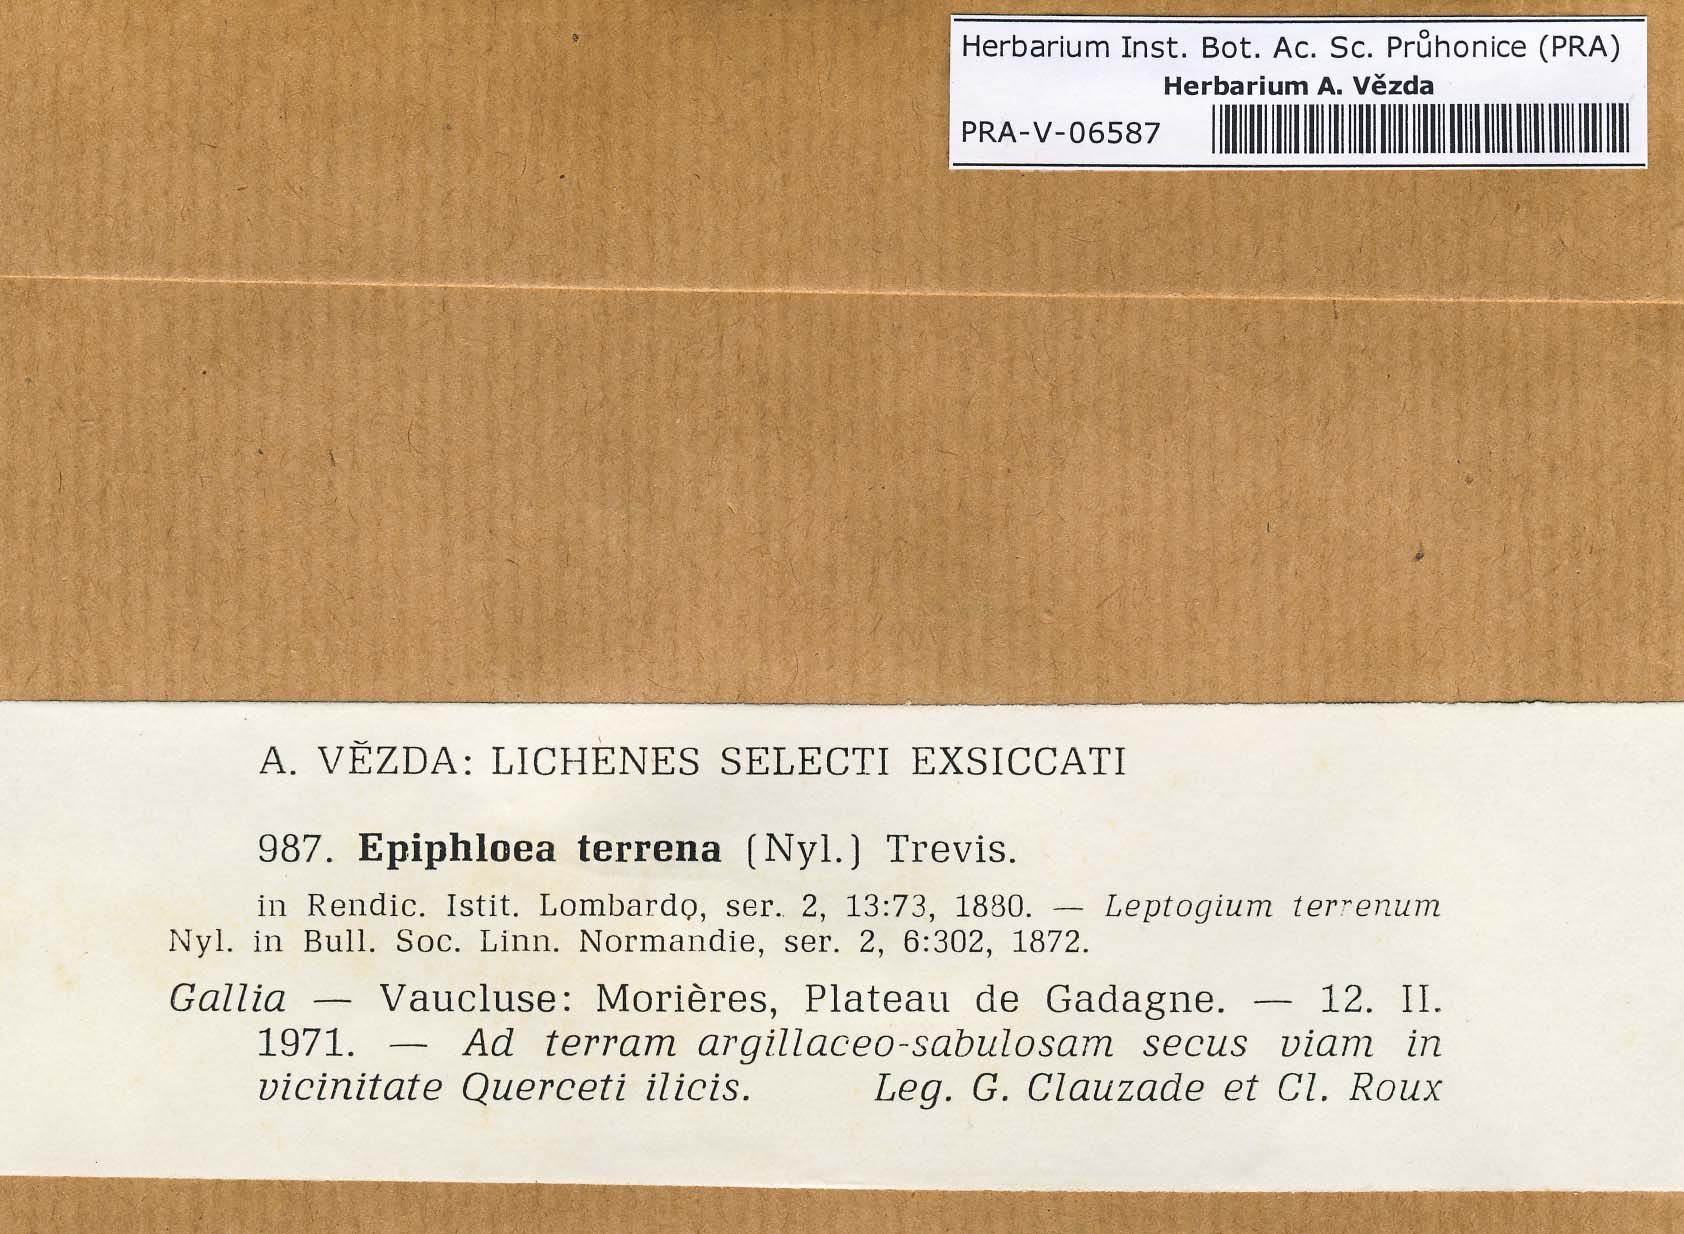 Herbarium Inst. Bot. Ac. Sc. Průhonice (PRA)
Herbarium A. Vězda
PRA-V-06587
A. VĚZDA: LICHENES SELECTI EXSICCATI
987. Epiphloea terrena (Nyl.) Trevis.
in Rendic. Istit. Lombardo, ser. 2, 13:73, 1880. — Leptogium terrenum
Nyl. in Bull. Soc. Linn. Normandie, ser. 2, 6:302, 1872.
Gallia — Vaucluse: Morières, Plateau de Gadagne. — 12. II.
1971. — Ad terram argillaceo-sabulosam secus viam in
vicinitate Querceti ilicis. Leg. G. Clauzade et Cl. Roux